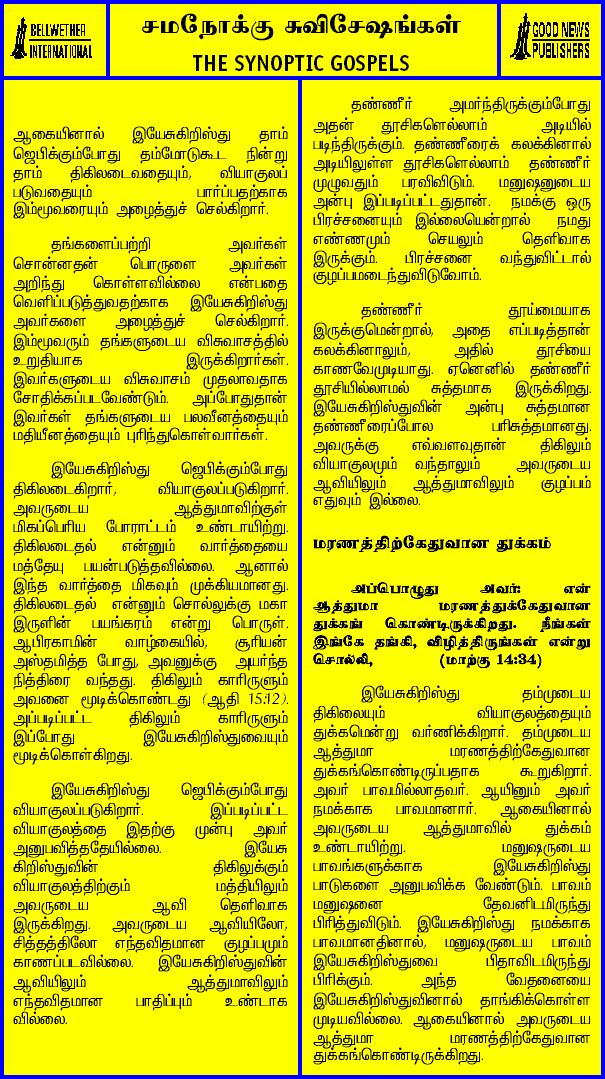 BELLWETHER
INTERNATIONAL
சமநோக்கு சுவிசேஷங்கள்
THE SYNOPTIC GOSPELS
GOOD NEWS
PUBLISHERS
ஆகையினால் இயேசுகிறிஸ்து தாம்
ஜெபிக்கும்போது தம்மோடுகூட நின்று
தாம் திகிலடைவதையும், வியாகுலப்
படுவதையும் பார்ப்பதற்காக
இம்மூவரையும் அழைத்துச் செல்கிறார்.
தங்களைப்பற்றி அவர்கள்
சொன்னதன் பொருளை அவர்கள்
அறிந்து கொள்ளவில்லை என்பதை
வெளிப்படுத்துவதற்காக இயேசுகிறிஸ்து
அவர்களை அழைத்துச் செல்கிறார்.
இம்மூவரும் தங்களுடைய விசுவாசத்தில்
உறுதியாக இருக்கிறார்கள்.
இவர்களுடைய விசுவாசம் முதலாவதாக
சோதிக்கப்படவேண்டும். அப்போதுதான்
இவர்கள் தங்களுடைய பலவீனத்தையும்
மதியீனத்தையும் புரிந்துகொள்வார்கள்.
இயேசுகிறிஸ்து ஜெபிக்கும்போது
திகிலடைகிறார், வியாகுலப்படுகிறார்.
அவருடைய ஆத்துமாவிற்குள்
மிகப்பெரிய போராட்டம் உண்டாயிற்று.
திகிலடைதல் என்னும் வார்த்தையை
மத்தேயு பயன்படுத்தவில்லை. ஆனால்
இந்த வார்த்தை மிகவும் முக்கியமானது.
திகிலடைதல் என்னும் சொல்லுக்கு மகா
இருளின் பயங்கரம் என்று பொருள்.
ஆபிரகாமின் வாழ்கையில், சூரியன்
அஸ்தமித்த போது, அவனுக்கு அயர்ந்த
நித்திரை வந்தது. திகிலும் காரிருளும்
அவனை மூடிக்கொண்டது (ஆதி 15:12).
அப்படிப்பட்ட திகிலும் காரிருளும்
இப்போது இயேசுகிறிஸ்துவையும்
மூடிக்கொள்கிறது.
இயேசுகிறிஸ்து ஜெபிக்கும்போது
வியாகுலப்படுகிறார். இப்படிப்பட்ட
வியாகுலத்தை இதற்கு முன்பு அவர்
அனுபவித்ததேயில்லை. இயேசு
கிறிஸ்துவின் திகிலுக்கும்
வியாகுலத்திற்கும் மத்தியிலும்
அவருடைய ஆவி தெளிவாக
இருக்கிறது. அவருடைய ஆவியிலோ,
சித்தத்திலோ எந்தவிதமான குழப்பமும்
காணப்படவில்லை. இயேசுகிறிஸ்துவின்
ஆவியிலும் ஆத்துமாவிலும்
எந்தவிதமான பாதிப்பும் உண்டாக
வில்லை.
தண்ணீர் அமர்ந்திருக்கும்போது
அதன் தூசிகளெல்லாம் அடியில்
படிந்திருக்கும். தண்ணீரைக் கலக்கினால்
அடியிலுள்ள தூசிகளெல்லாம் தண்ணீர்
முழுவதும் பரவிவிடும். மனுஷனுடைய
அன்பு இப்படிப்பட்டதுதான். நமக்கு ஒரு
பிரச்சனையும் இல்லையென்றால் நமது
எண்ணமும் செயலும் தெளிவாக
இருக்கும். பிரச்சனை வந்துவிட்டால்
குழப்பமடைந்துவிடுவோம்.
தண்ணீர் தூய்மையாக
இருக்குமென்றால், அதை எப்படித்தான்
கலக்கினாலும், அதில் தூசியை
காணவேமுடியாது. ஏனெனில் தண்ணீர்
தூசியில்லாமல் சுத்தமாக இருக்கிறது.
இயேசுகிறிஸ்துவின் அன்பு சுத்தமான
தண்ணீரைப்போல பரிசுத்தமானது.
அவருக்கு எவ்வளவுதான் திகிலும்
வியாகுலமும் வந்தாலும் அவருடைய
ஆவியிலும் ஆத்துமாவிலும் குழப்பம்
எதுவும் இல்லை.
மரணத்திற்கேதுவான துக்கம்
அப்பொழுது அவர்: என்
ஆத்துமா மரணத்துக்கேதுவான
துக்கங் கொண்டிருக்கிறது. நீங்கள்
இங்கே தங்கி, விழித்திருங்கள் என்று
சொல்லி, (மாற்கு 14:34)
இயேசுகிறிஸ்து தம்முடைய
திகிலையும் வியாகுலத்தையும்
துக்கமென்று வர்ணிக்கிறார். தம்முடைய
ஆத்துமா மரணத்திற்கேதுவான
துக்கங்கொண்டிருப்பதாக கூறுகிறார்.
அவர் பாவமில்லாதவர். ஆயினும் அவர்
நமக்காக பாவமானார். ஆகையினால்
அவருடைய ஆத்துமாவில் துக்கம்
உண்டாயிற்று. மனுஷருடைய
பாவங்களுக்காக இயேசுகிறிஸ்து
பாடுகளை அனுபவிக்க வேண்டும். பாவம்
மனுஷனை தேவனிடமிருந்து
பிரித்துவிடும். இயேசுகிறிஸ்து நமக்காக
பாவமானதினால், மனுஷருடைய பாவம்
இயேசுகிறிஸ்துவை பிதாவிடமிருந்து
பிரிக்கும். அந்த வேதனையை
இயேசுகிறிஸ்துவினால் தாங்கிக்கொள்ள
முடியவில்லை. ஆகையினால் அவருடைய
ஆத்துமா மரணத்திற்கேதுவான
துக்கங்கொண்டிருக்கிறது.